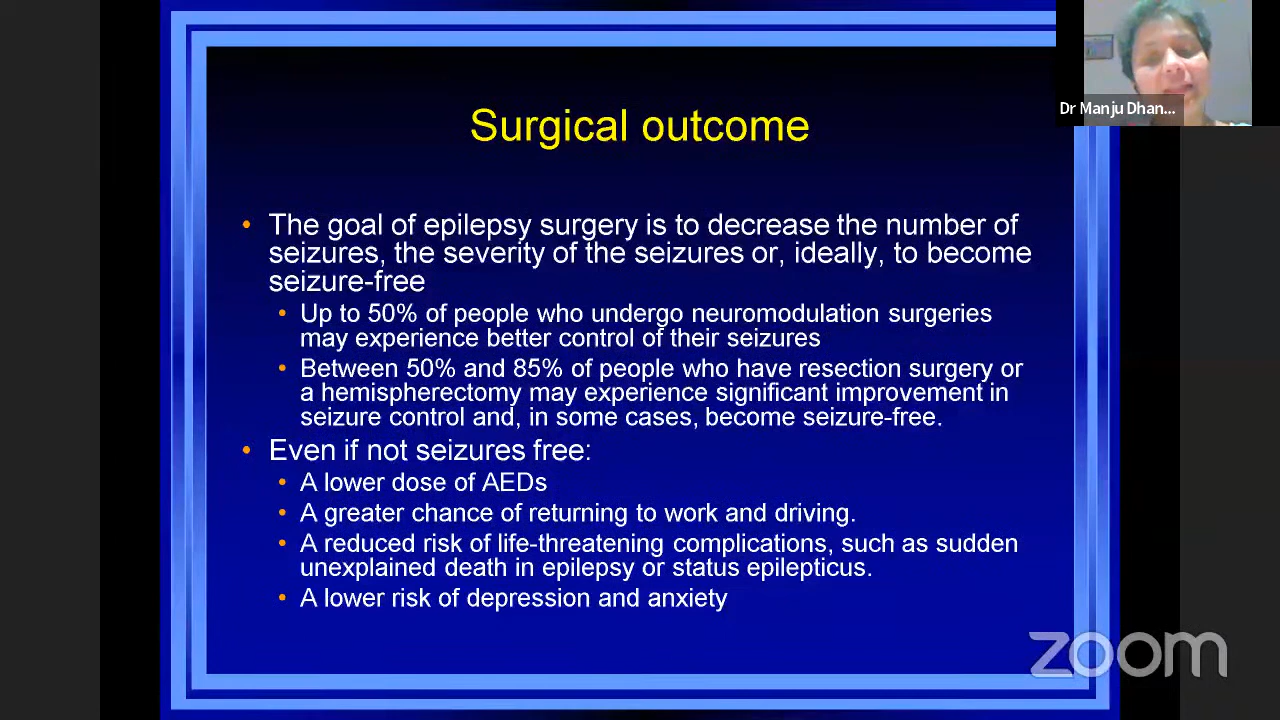 Dr Manju Dhan...
Surgical outcome
• The goal of epilepsy surgery is to decrease the number of
seizures, the severity of the seizures or, ideally, to become
seizure-free
• Up to 50% of people who undergo neuromodulation surgeries
may experience better control of their seizures
• Between 50% and 85% of people who have resection surgery or
a hemispherectomy may experience significant improvement in
seizure control and, in some cases, become seizure-free.
• Even if not seizures free:
• A lower dose of AEDs
• A greater chance of returning to work and driving.
• A reduced risk of life-threatening complications, such as sudden
unexplained death in epilepsy or status epilepticus.
• A lower risk of depression and anxiety
zoom